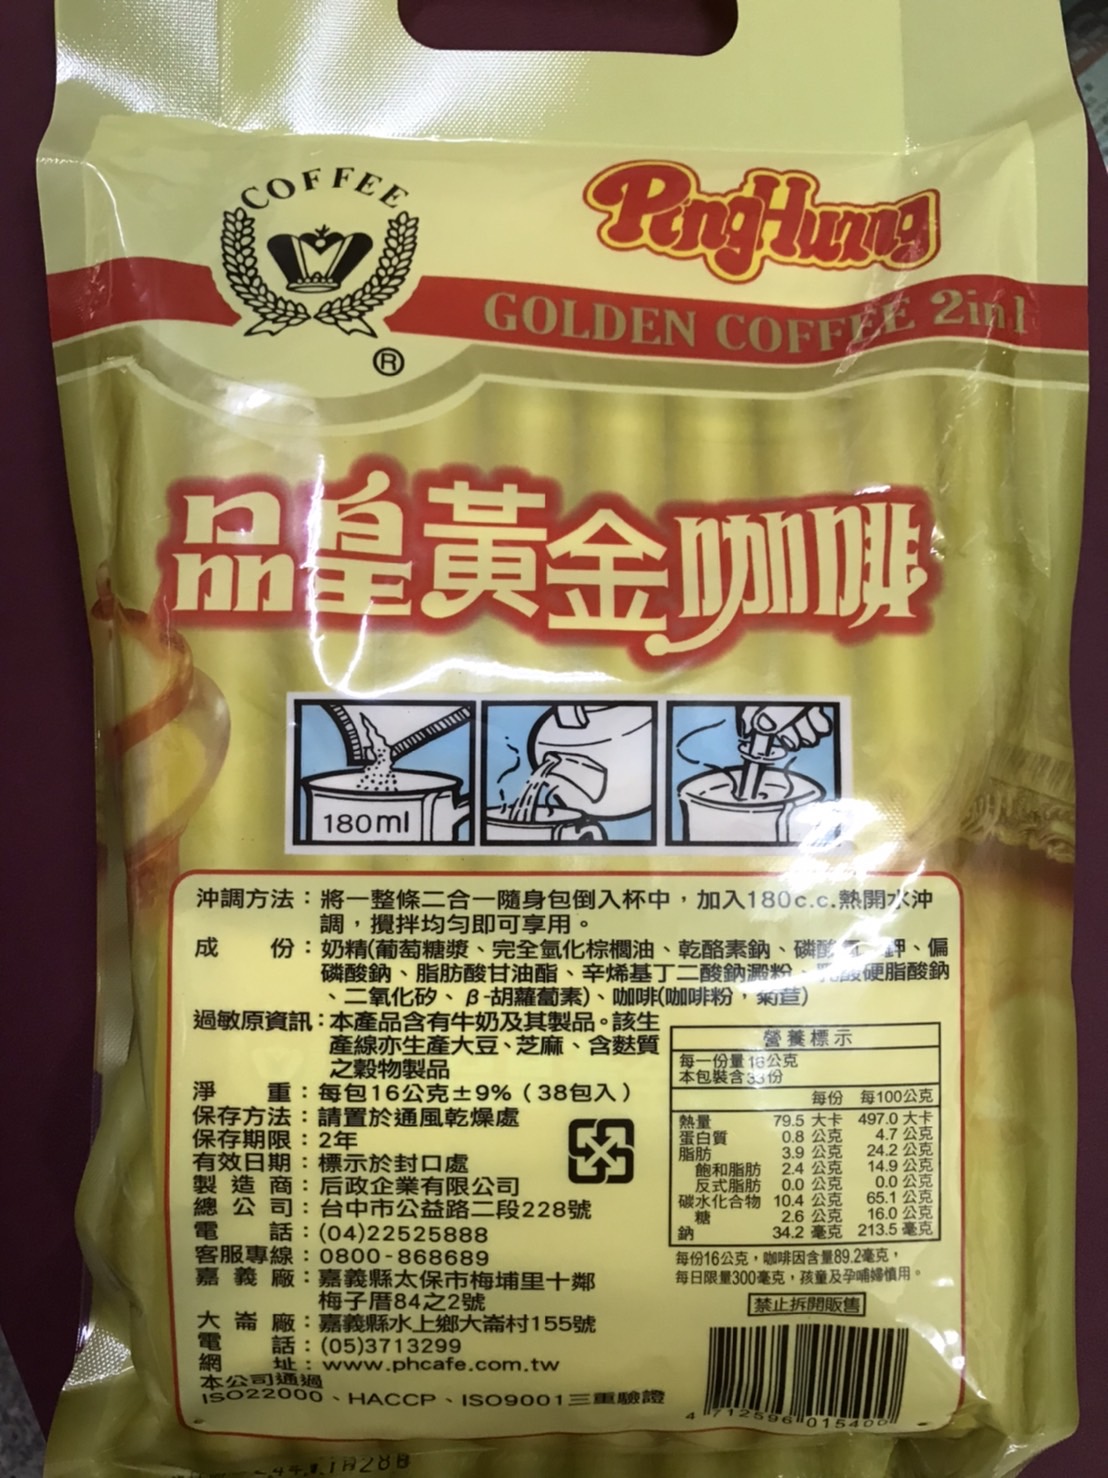 COFFEE
PingHuang
GOLDEN COFFEE 2in1
®
品皇黃金咖啡
180ml
沖調方法：將一整條二合一隨身包倒入杯中，加入180c.c.熱開水沖
調，攪拌均勻即可享用。
成份：奶精(葡萄糖漿、完全氫化棕櫚油、乾酪素鈉、磷酸 鉀、偏
磷酸鈉、脂肪酸甘油酯、辛烯基丁二酸鈉澱粉、 硬脂酸鈉
、二氧化矽、β-胡蘿蔔素)、咖啡(咖啡粉，菊苣)
過敏原資訊：本產品含有牛奶及其製品。該生
產線亦生產大豆、芝麻、含麩質
之穀物製品
淨重：每包16公克±9%（38包入）
保存方法：請置於通風乾燥處
保存期限：2年
有效日期：標示於封口處
製造商：后政企業有限公司
總公司：台中市公益路二段228號
電話：(04)22525888
客服專線：0800-868689
嘉義廠：嘉義縣太保市梅埔里十鄰
梅子厝84之2號
大崙廠：嘉義縣水上鄉大崙村155號
電話：(05)3713299
網址：www.phcafe.com.tw
本公司通過
ISO22000、HACCP、ISO9001三重驗證
營養標示
每一份量16公克
本包裝含 份
每份 每100公克
熱量 79.5 大卡 497.0 大卡
蛋白質 0.8 公克 4.7 公克
脂肪 3.9 公克 24.2 公克
飽和脂肪 2.4 公克 14.9 公克
反式脂肪 0.0 公克 0.0 公克
碳水化合物 10.4 公克 65.1 公克
糖 2.6 公克 16.0 公克
鈉 34.2 毫克 213.5 毫克
每份16公克，咖啡因含量89.2毫克，
每日限量300毫克，孩童及孕哺婦慎用。
禁止拆開販售
4 712596 015400